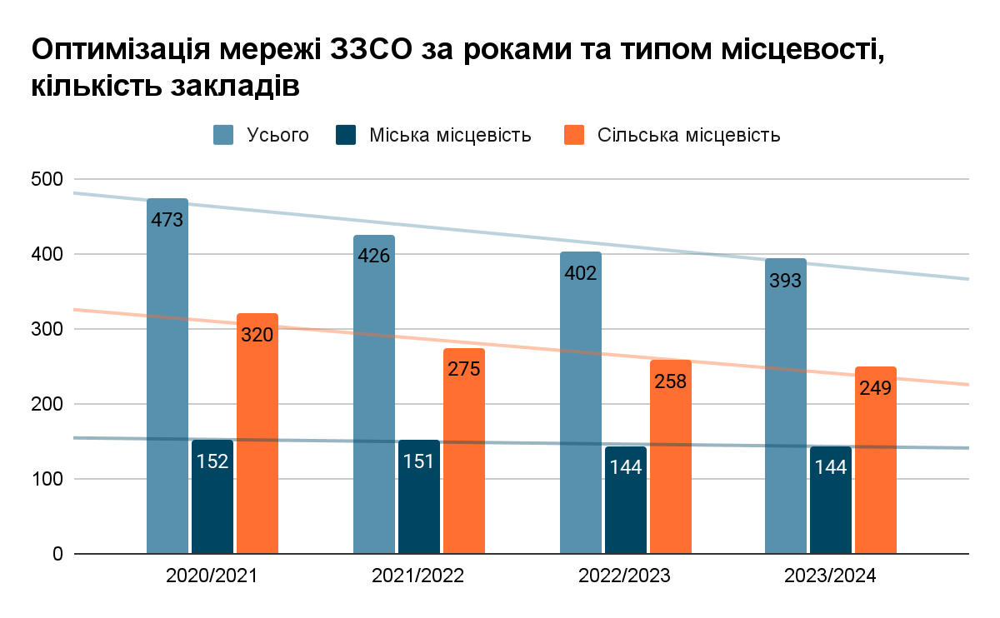 Оптимізація мережі ЗЗСО за роками та типом місцевості,
кількість закладів
Усього Міська місцевість Сільська місцевість
500
400
300
200
100
0
473 152 320
426 151 275
402 144 258
393 144 249
2020/2021 2021/2022 2022/2023 2023/2024